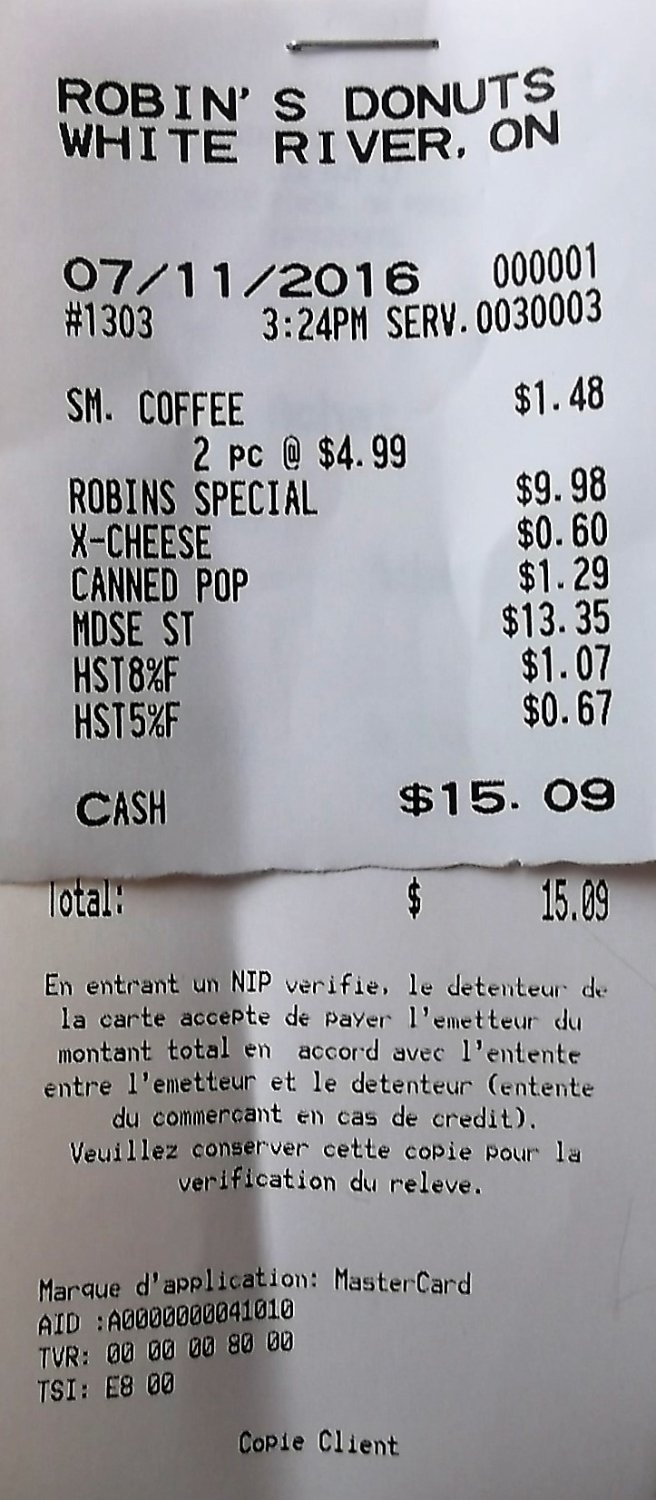 ROBIN'S DONUTS
WHITE RIVER, ON
07/11/2016 000001
#1303 3:24PM SERV.0030003
SM. COFFEE $1.48
2 pc @ $4.99
ROBINS SPECIAL $9.98
X-CHEESE $0.60
CANNED POP $1.29
MDSE ST $13.35
HST8%F $1.07
HST5%F $0.67
CASH $15.09
Total: $ 15.09
En entrant un NIP verifie, le detenteur de
la carte accepte de payer l'emetteur du
montant total en accord avec l'entente
entre l'emetteur et le detenteur (entente
du commercant en cas de credit).
Veuillez conserver cette copie pour la
verification du releve.
Marque d'application: MasterCard
AID :A0000000041010
TVR: 00 00 00 80 00
TSI: E8 00
Copie Client